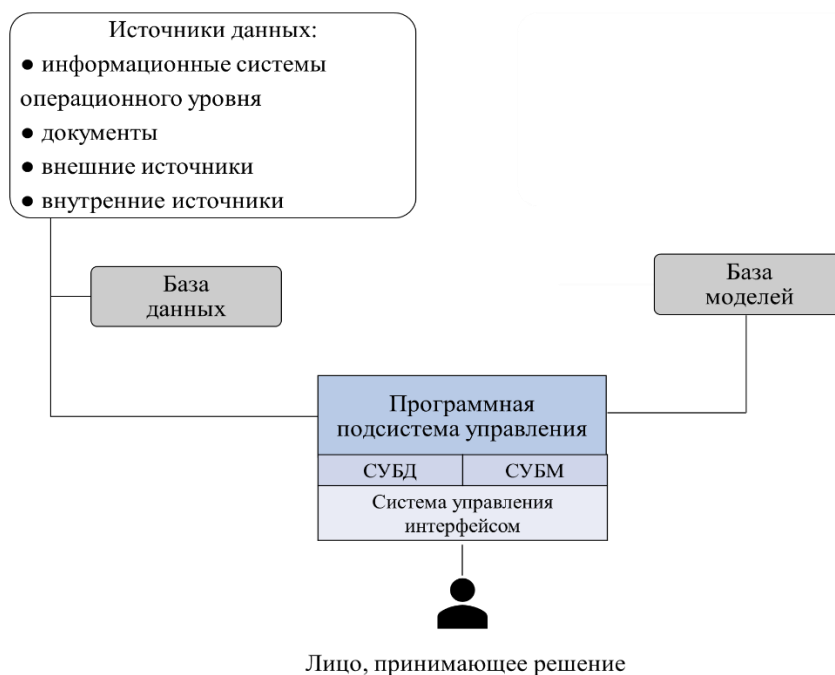 Источники данных:
● информационные системы
операционного уровня
● документы
● внешние источники
● внутренние источники
База
данных
База
моделей
Программная
подсистема управления
СУБД
СУБМ
Система управления
интерфейсом
Лицо, принимающее решение